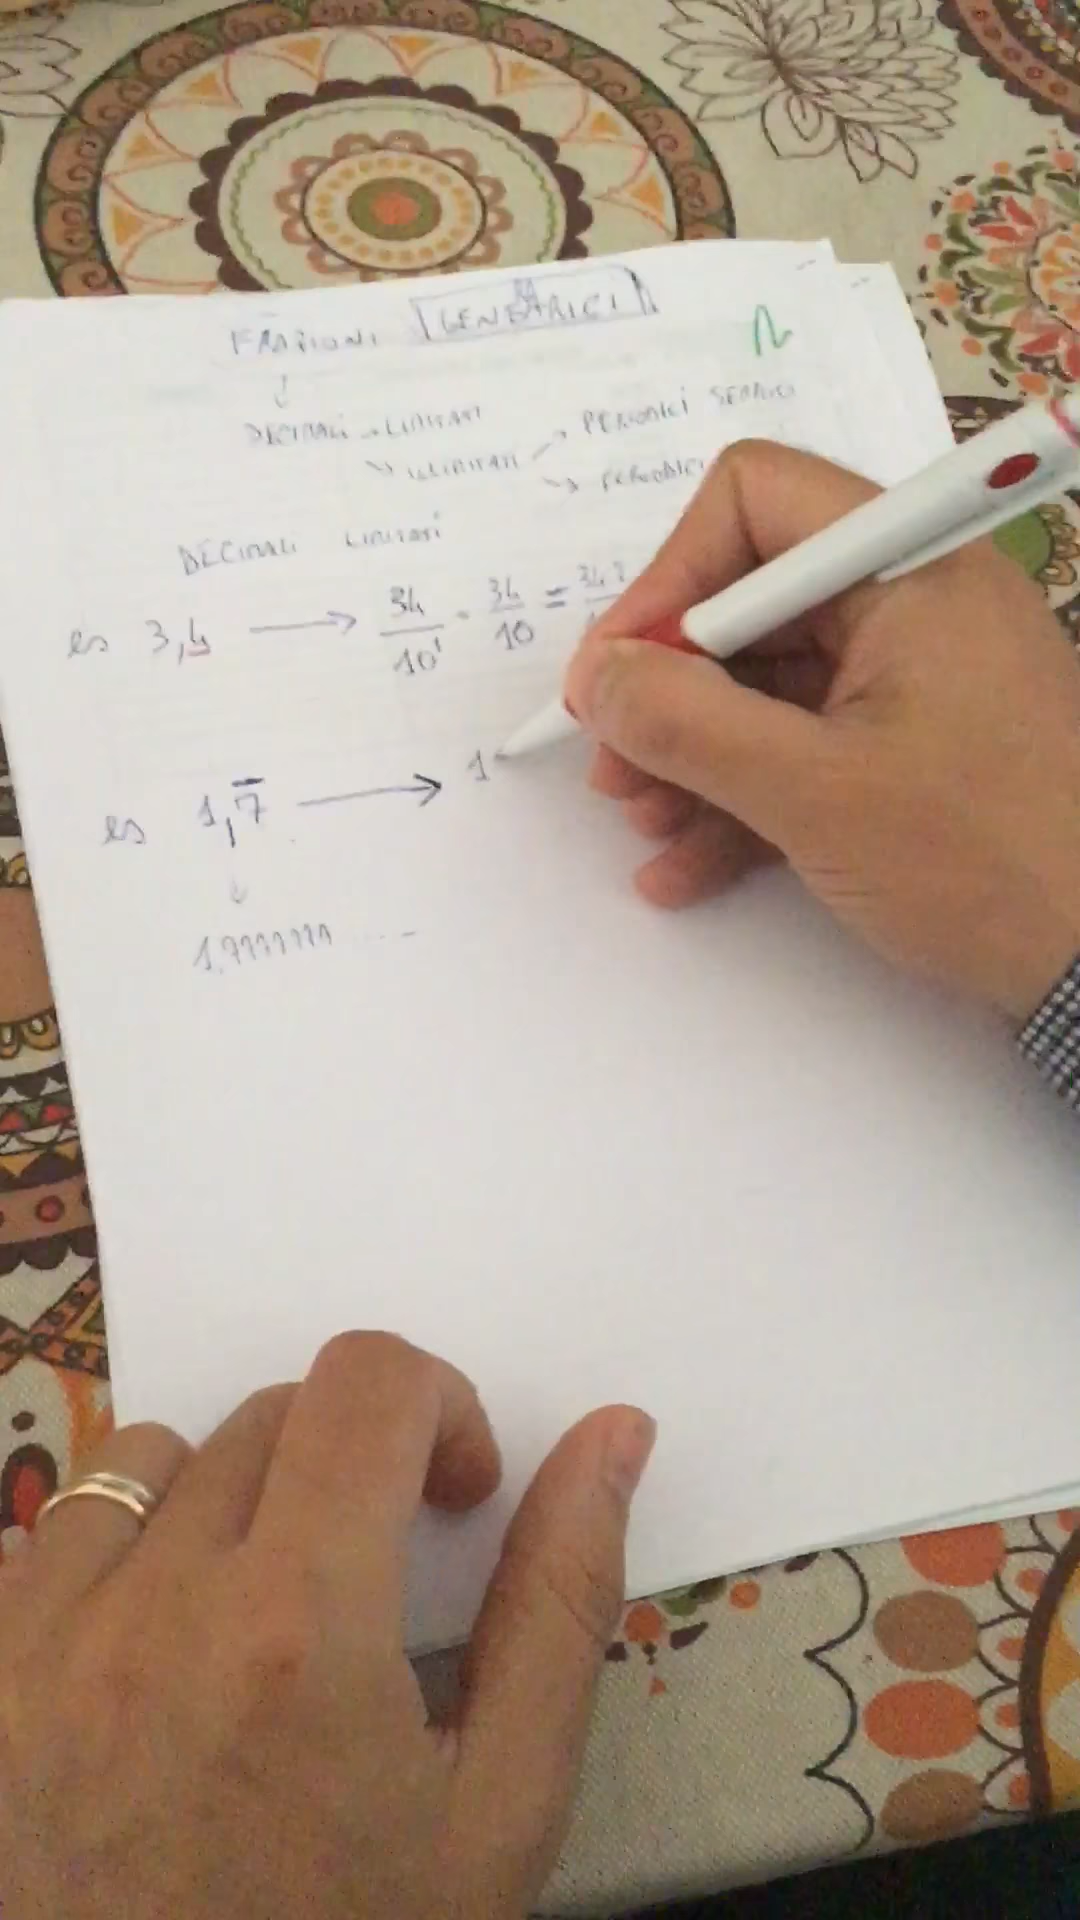 FRAZIONI GENERATRICI
↓
DECIMALI → LIMITATI
↘ ILLIMITATI → PERIODICI SEMPLICI
↘ PERIODICI
DECIMALI LIMITATI
es 3,4 → 34/10¹ = 34/10 = 34
es 1,7̅ → 1
↓
1,7777777 ...